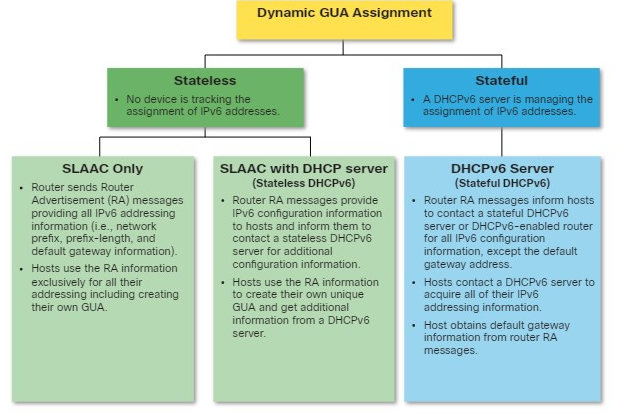 Dynamic GUA Assignment
Stateless
• No device is tracking the
assignment of IPv6 addresses.
Stateful
• A DHCPv6 server is managing the
assignment of IPv6 addresses.
SLAAC Only
• Router sends Router
Advertisement (RA) messages
providing all IPv6 addressing
information (i.e., network
prefix, prefix-length, and
default gateway information).
• Hosts use the RA information
exclusively for all their
addressing including creating
their own GUA.
SLAAC with DHCP server
(Stateless DHCPv6)
• Router RA messages provide
IPv6 configuration information
to hosts and inform them to
contact a stateless DHCPv6
server for additional
configuration information.
• Hosts use the RA information
to create their own unique
GUA and get additional
information from a DHCPv6
server.
DHCPv6 Server
(Stateful DHCPv6)
• Router RA messages inform hosts
to contact a stateful DHCPv6
server or DHCPv6-enabled router
for all IPv6 configuration
information, except the default
gateway address.
• Hosts contact a DHCPv6 server to
acquire all of their IPv6
addressing information.
• Host obtains default gateway
information from router RA
messages.